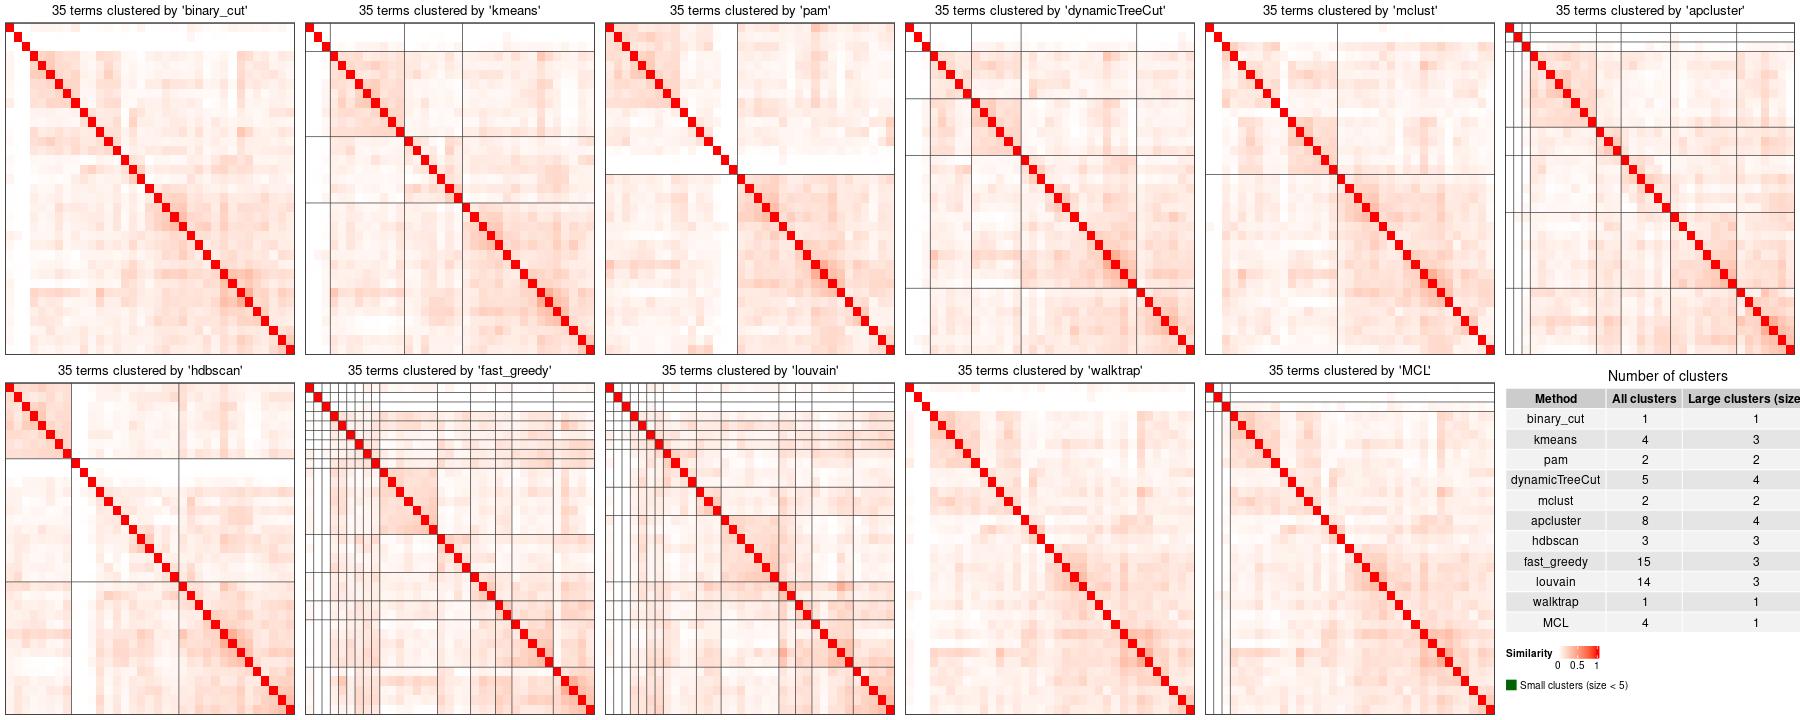 35 terms clustered by 'binary_cut'
35 terms clustered by 'kmeans'
35 terms clustered by 'pam'
35 terms clustered by 'dynamicTreeCut'
35 terms clustered by 'mclust'
35 terms clustered by 'apcluster'
35 terms clustered by 'hdbscan'
35 terms clustered by 'fast_greedy'
35 terms clustered by 'louvain'
35 terms clustered by 'walktrap'
35 terms clustered by 'MCL'
Number of clusters
Method All clusters Large clusters (size
binary_cut 1 1
kmeans 4 3
pam 2 2
dynamicTreeCut 5 4
mclust 2 2
apcluster 8 4
hdbscan 3 3
fast_greedy 15 3
louvain 14 3
walktrap 1 1
MCL 4 1
Similarity
0 0.5 1
Small clusters (size < 5)